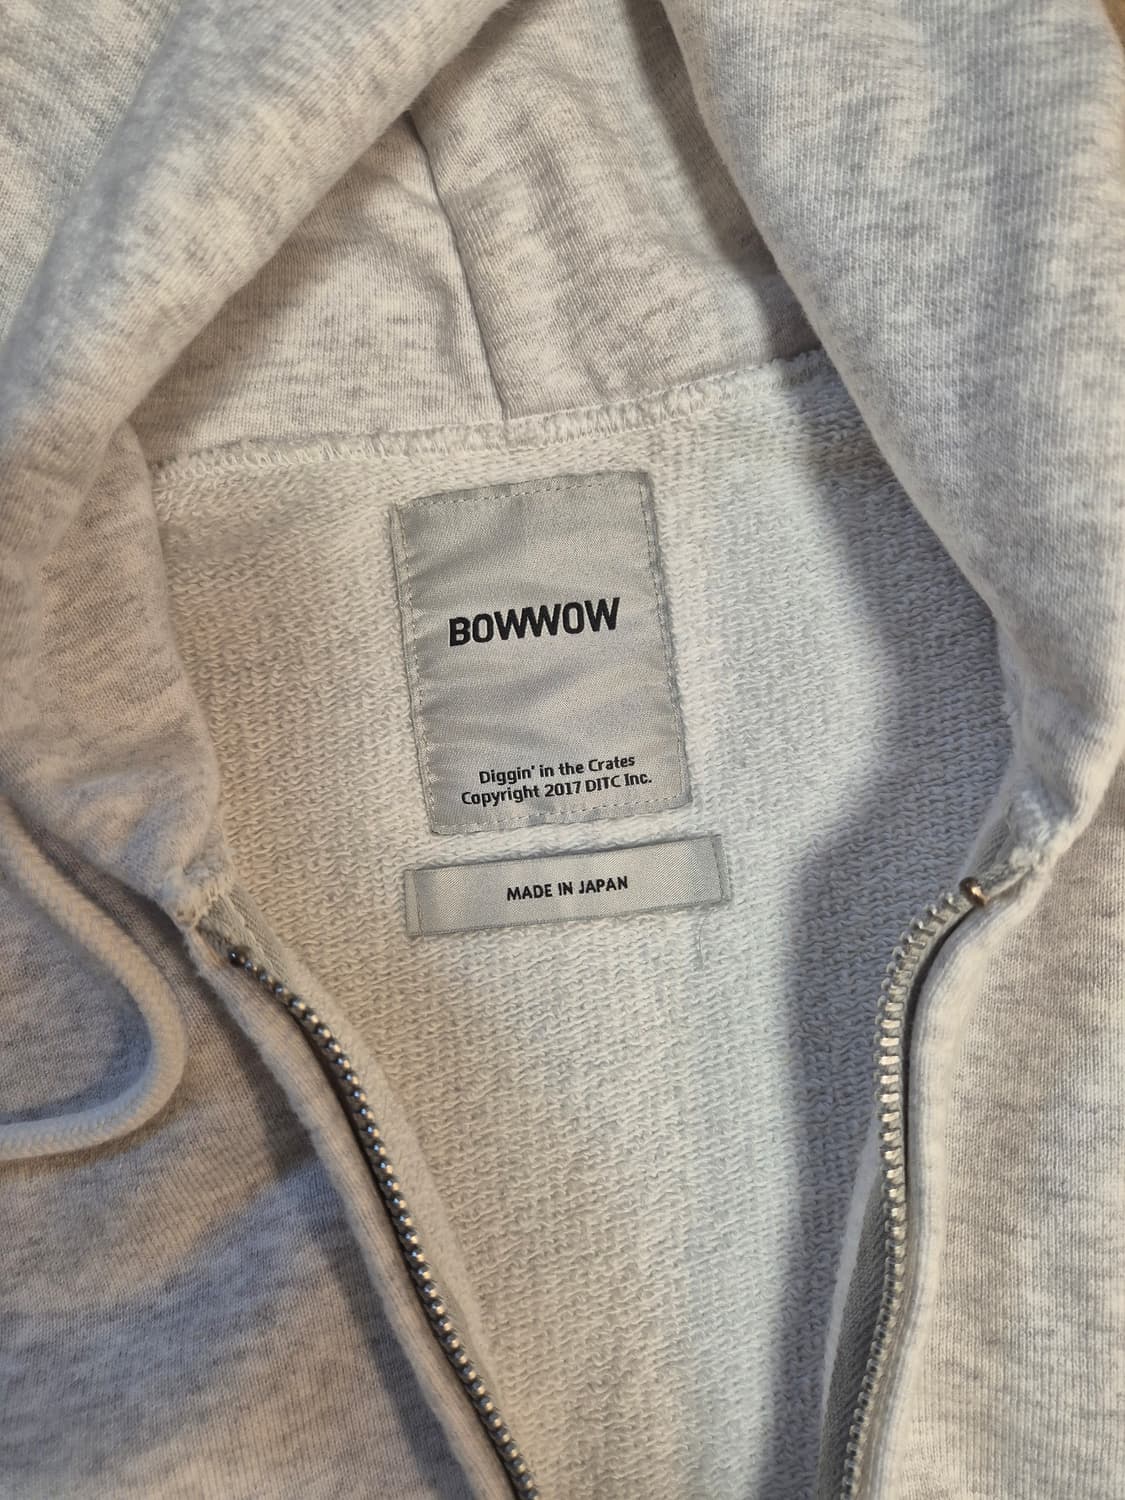 BOWWOW
Diggin' in the Crates
Copyright 2017 DITC Inc.
MADE IN JAPAN